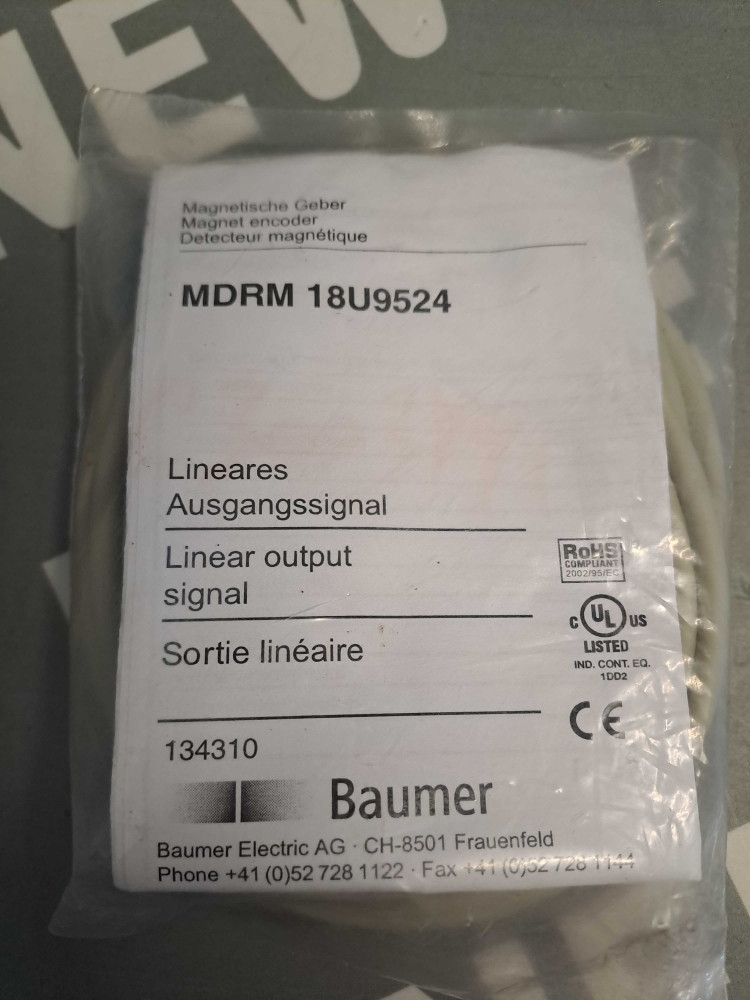 NEW
Magnetische Geber
Magnet encoder
Detecteur magnétique
MDRM 18U9524
Lineares
Ausgangssignal
Linear output
signal
Sortie linéaire
RoHS
COMPLIANT
2002/95/EC
C UL US
LISTED
IND. CONT. EQ.
1DD2
CE
134310
Baumer
Baumer Electric AG · CH-8501 Frauenfeld
Phone +41 (0)52 728 1122 · Fax +41 (0)52 728 1144